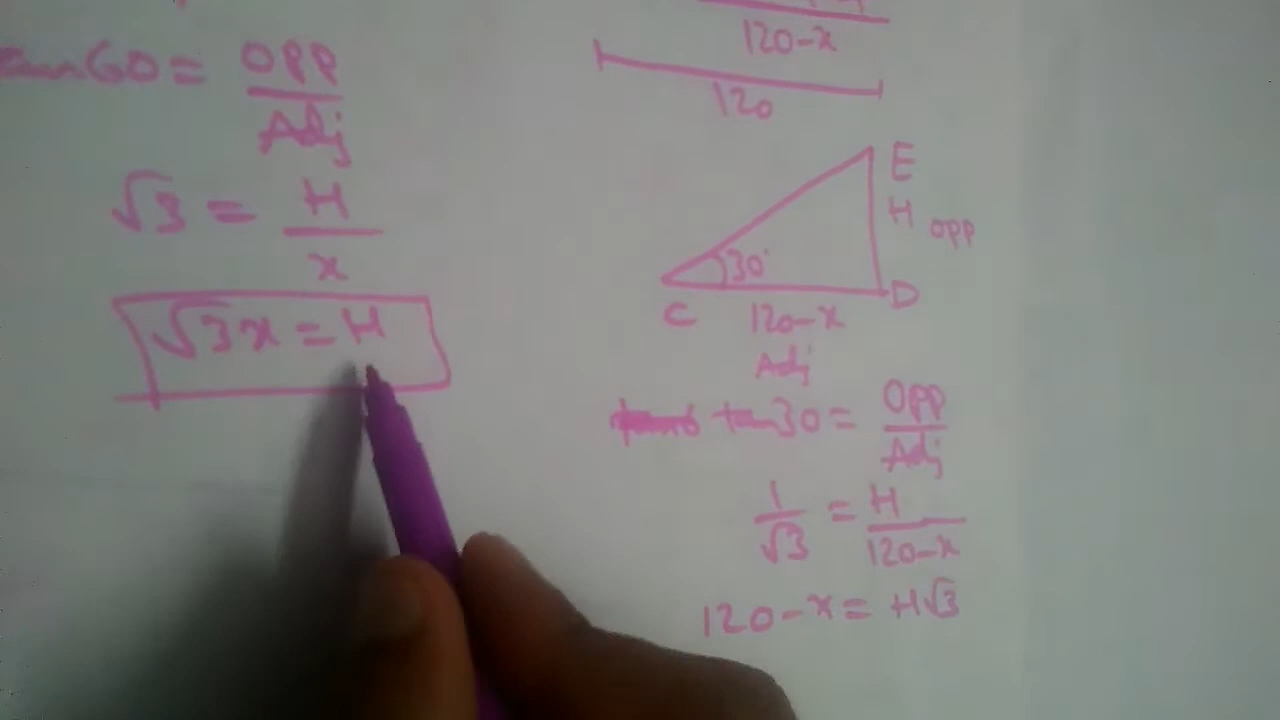 tan60 = Opp
Adj
√3 = H
x
√3x = H
120-x
120
E
H opp
30°
C 120-x D
Adj
tan30 = Opp
Adj
1 = H
√3 120-x
120-x = H√3